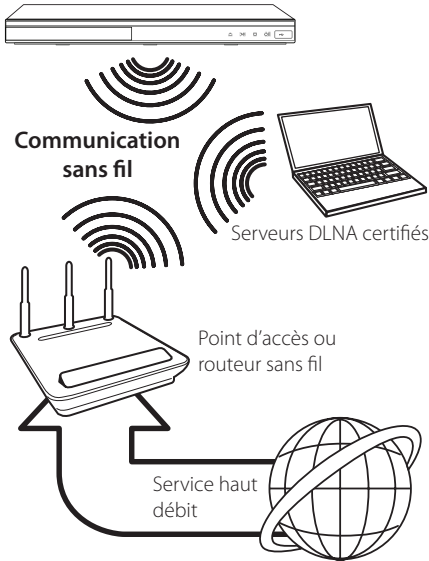 Communication
sans fil
Serveurs DLNA certifiés
Point d'accès ou
routeur sans fil
Service haut
débit